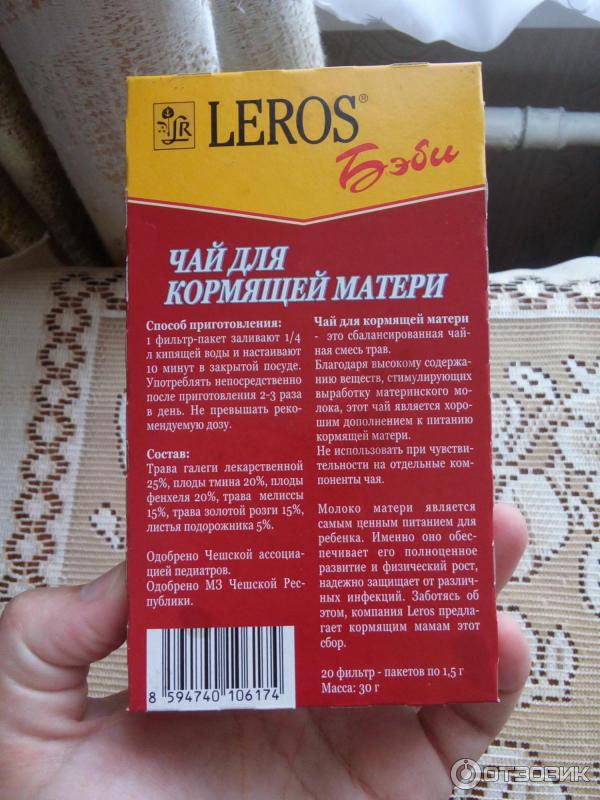 LEROS®
Бэби
ЧАЙ ДЛЯ
КОРМЯЩЕЙ МАТЕРИ
Способ приготовления:
1 фильтр-пакет заливают 1/4
л кипящей воды и настаивают
10 минут в закрытой посуде.
Употреблять непосредственно
после приготовления 2-3 раза
в день. Не превышать реко-
мендуемую дозу.
Состав:
Трава галеги лекарственной
25%, плоды тмина 20%, плоды
фенхеля 20%, трава мелиссы
15%, трава золотой розги 15%,
листья подорожника 5%.
Одобрено Чешской ассоциа-
цией педиатров.
Одобрено МЗ Чешской Рес-
публики.
8 594740 106174
Чай для кормящей матери
- это сбалансированная чай-
ная смесь трав.
Благодаря высокому содержа-
нию веществ, стимулирующих
выработку материнского мо-
лока, этот чай является хоро-
шим дополнением к питанию
кормящей матери.
Не использовать при чувстви-
тельности на отдельные ком-
поненты чая.
Молоко матери является
самым ценным питанием для
ребенка. Именно оно обес-
печивает его полноценное
развитие и физический рост,
надежно защищает от различ-
ных инфекций. Заботясь об
этом, компания Leros предла-
гает кормящим мамам этот
сбор.
20 фильтр - пакетов по 1,5 г
Масса: 30 г
ОТЗОВИК